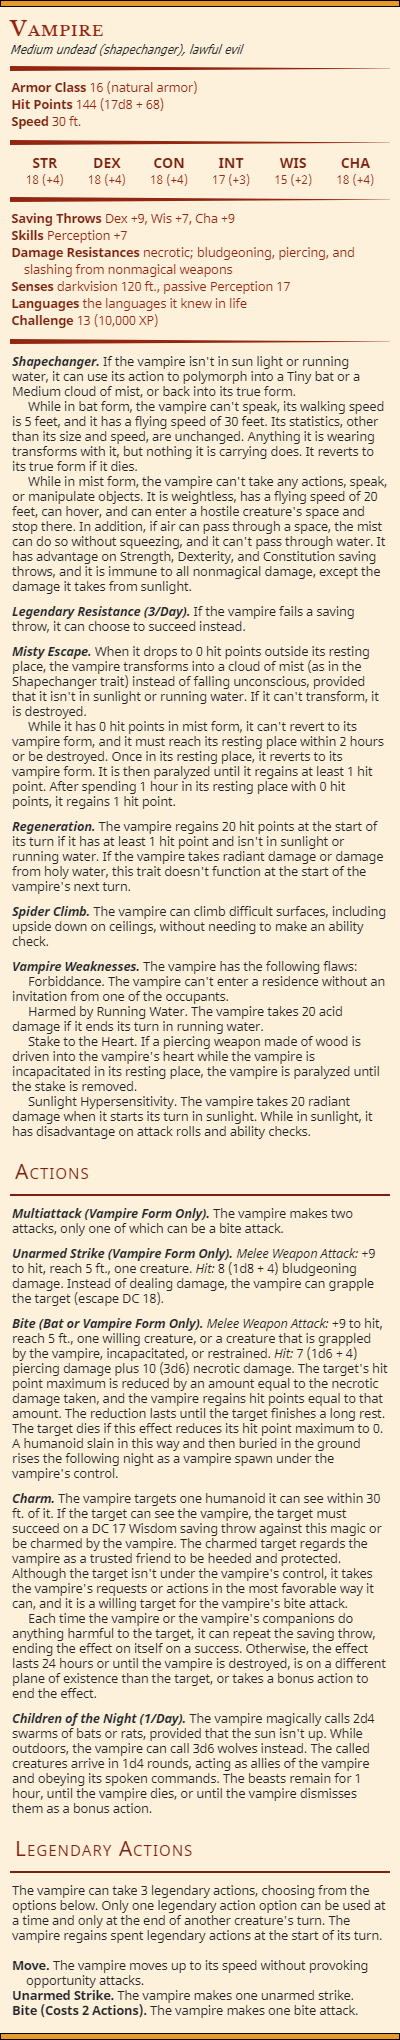 Vampire
Medium undead (shapechanger), lawful evil
Armor Class 16 (natural armor)
Hit Points 144 (17d8 + 68)
Speed 30 ft.
STR DEX CON INT WIS CHA
18 (+4) 18 (+4) 18 (+4) 17 (+3) 15 (+2) 18 (+4)
Saving Throws Dex +9, Wis +7, Cha +9
Skills Perception +7
Damage Resistances necrotic; bludgeoning, piercing, and
slashing from nonmagical weapons
Senses darkvision 120 ft., passive Perception 17
Languages the languages it knew in life
Challenge 13 (10,000 XP)
Shapechanger. If the vampire isn't in sun light or running
water, it can use its action to polymorph into a Tiny bat or a
Medium cloud of mist, or back into its true form.
While in bat form, the vampire can't speak, its walking speed
is 5 feet, and it has a flying speed of 30 feet. Its statistics, other
than its size and speed, are unchanged. Anything it is wearing
transforms with it, but nothing it is carrying does. It reverts to
its true form if it dies.
While in mist form, the vampire can't take any actions, speak,
or manipulate objects. It is weightless, has a flying speed of 20
feet, can hover, and can enter a hostile creature's space and
stop there. In addition, if air can pass through a space, the mist
can do so without squeezing, and it can't pass through water. It
has advantage on Strength, Dexterity, and Constitution saving
throws, and it is immune to all nonmagical damage, except the
damage it takes from sunlight.
Legendary Resistance (3/Day). If the vampire fails a saving
throw, it can choose to succeed instead.
Misty Escape. When it drops to 0 hit points outside its resting
place, the vampire transforms into a cloud of mist (as in the
Shapechanger trait) instead of falling unconscious, provided
that it isn't in sunlight or running water. If it can't transform, it
is destroyed.
While it has 0 hit points in mist form, it can't revert to its
vampire form, and it must reach its resting place within 2 hours
or be destroyed. Once in its resting place, it reverts to its
vampire form. It is then paralyzed until it regains at least 1 hit
point. After spending 1 hour in its resting place with 0 hit
points, it regains 1 hit point.
Regeneration. The vampire regains 20 hit points at the start of
its turn if it has at least 1 hit point and isn't in sunlight or
running water. If the vampire takes radiant damage or damage
from holy water, this trait doesn't function at the start of the
vampire's next turn.
Spider Climb. The vampire can climb difficult surfaces, including
upside down on ceilings, without needing to make an ability
check.
Vampire Weaknesses. The vampire has the following flaws:
Forbiddance. The vampire can't enter a residence without an
invitation from one of the occupants.
Harmed by Running Water. The vampire takes 20 acid
damage if it ends its turn in running water.
Stake to the Heart. If a piercing weapon made of wood is
driven into the vampire's heart while the vampire is
incapacitated in its resting place, the vampire is paralyzed until
the stake is removed.
Sunlight Hypersensitivity. The vampire takes 20 radiant
damage when it starts its turn in sunlight. While in sunlight, it
has disadvantage on attack rolls and ability checks.
Actions
Multiattack (Vampire Form Only). The vampire makes two
attacks, only one of which can be a bite attack.
Unarmed Strike (Vampire Form Only). Melee Weapon Attack: +9
to hit, reach 5 ft., one creature. Hit: 8 (1d8 + 4) bludgeoning
damage. Instead of dealing damage, the vampire can grapple
the target (escape DC 18).
Bite (Bat or Vampire Form Only). Melee Weapon Attack: +9 to hit,
reach 5 ft., one willing creature, or a creature that is grappled
by the vampire, incapacitated, or restrained. Hit: 7 (1d6 + 4)
piercing damage plus 10 (3d6) necrotic damage. The target's hit
point maximum is reduced by an amount equal to the necrotic
damage taken, and the vampire regains hit points equal to that
amount. The reduction lasts until the target finishes a long rest.
The target dies if this effect reduces its hit point maximum to 0.
A humanoid slain in this way and then buried in the ground
rises the following night as a vampire spawn under the
vampire's control.
Charm. The vampire targets one humanoid it can see within 30
ft. of it. If the target can see the vampire, the target must
succeed on a DC 17 Wisdom saving throw against this magic or
be charmed by the vampire. The charmed target regards the
vampire as a trusted friend to be heeded and protected.
Although the target isn't under the vampire's control, it takes
the vampire's requests or actions in the most favorable way it
can, and it is a willing target for the vampire's bite attack.
Each time the vampire or the vampire's companions do
anything harmful to the target, it can repeat the saving throw,
ending the effect on itself on a success. Otherwise, the effect
lasts 24 hours or until the vampire is destroyed, is on a different
plane of existence than the target, or takes a bonus action to
end the effect.
Children of the Night (1/Day). The vampire magically calls 2d4
swarms of bats or rats, provided that the sun isn't up. While
outdoors, the vampire can call 3d6 wolves instead. The called
creatures arrive in 1d4 rounds, acting as allies of the vampire
and obeying its spoken commands. The beasts remain for 1
hour, until the vampire dies, or until the vampire dismisses
them as a bonus action.
Legendary Actions
The vampire can take 3 legendary actions, choosing from the
options below. Only one legendary action option can be used at
a time and only at the end of another creature's turn. The
vampire regains spent legendary actions at the start of its turn.
Move. The vampire moves up to its speed without provoking
opportunity attacks.
Unarmed Strike. The vampire makes one unarmed strike.
Bite (Costs 2 Actions). The vampire makes one bite attack.